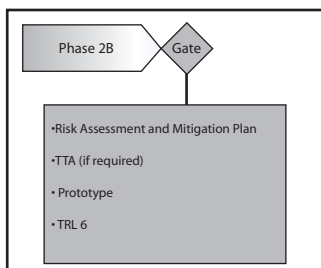 Phase 2B
Gate
•Risk Assessment and Mitigation Plan
•TTA (if required)
• Prototype
• TRL 6